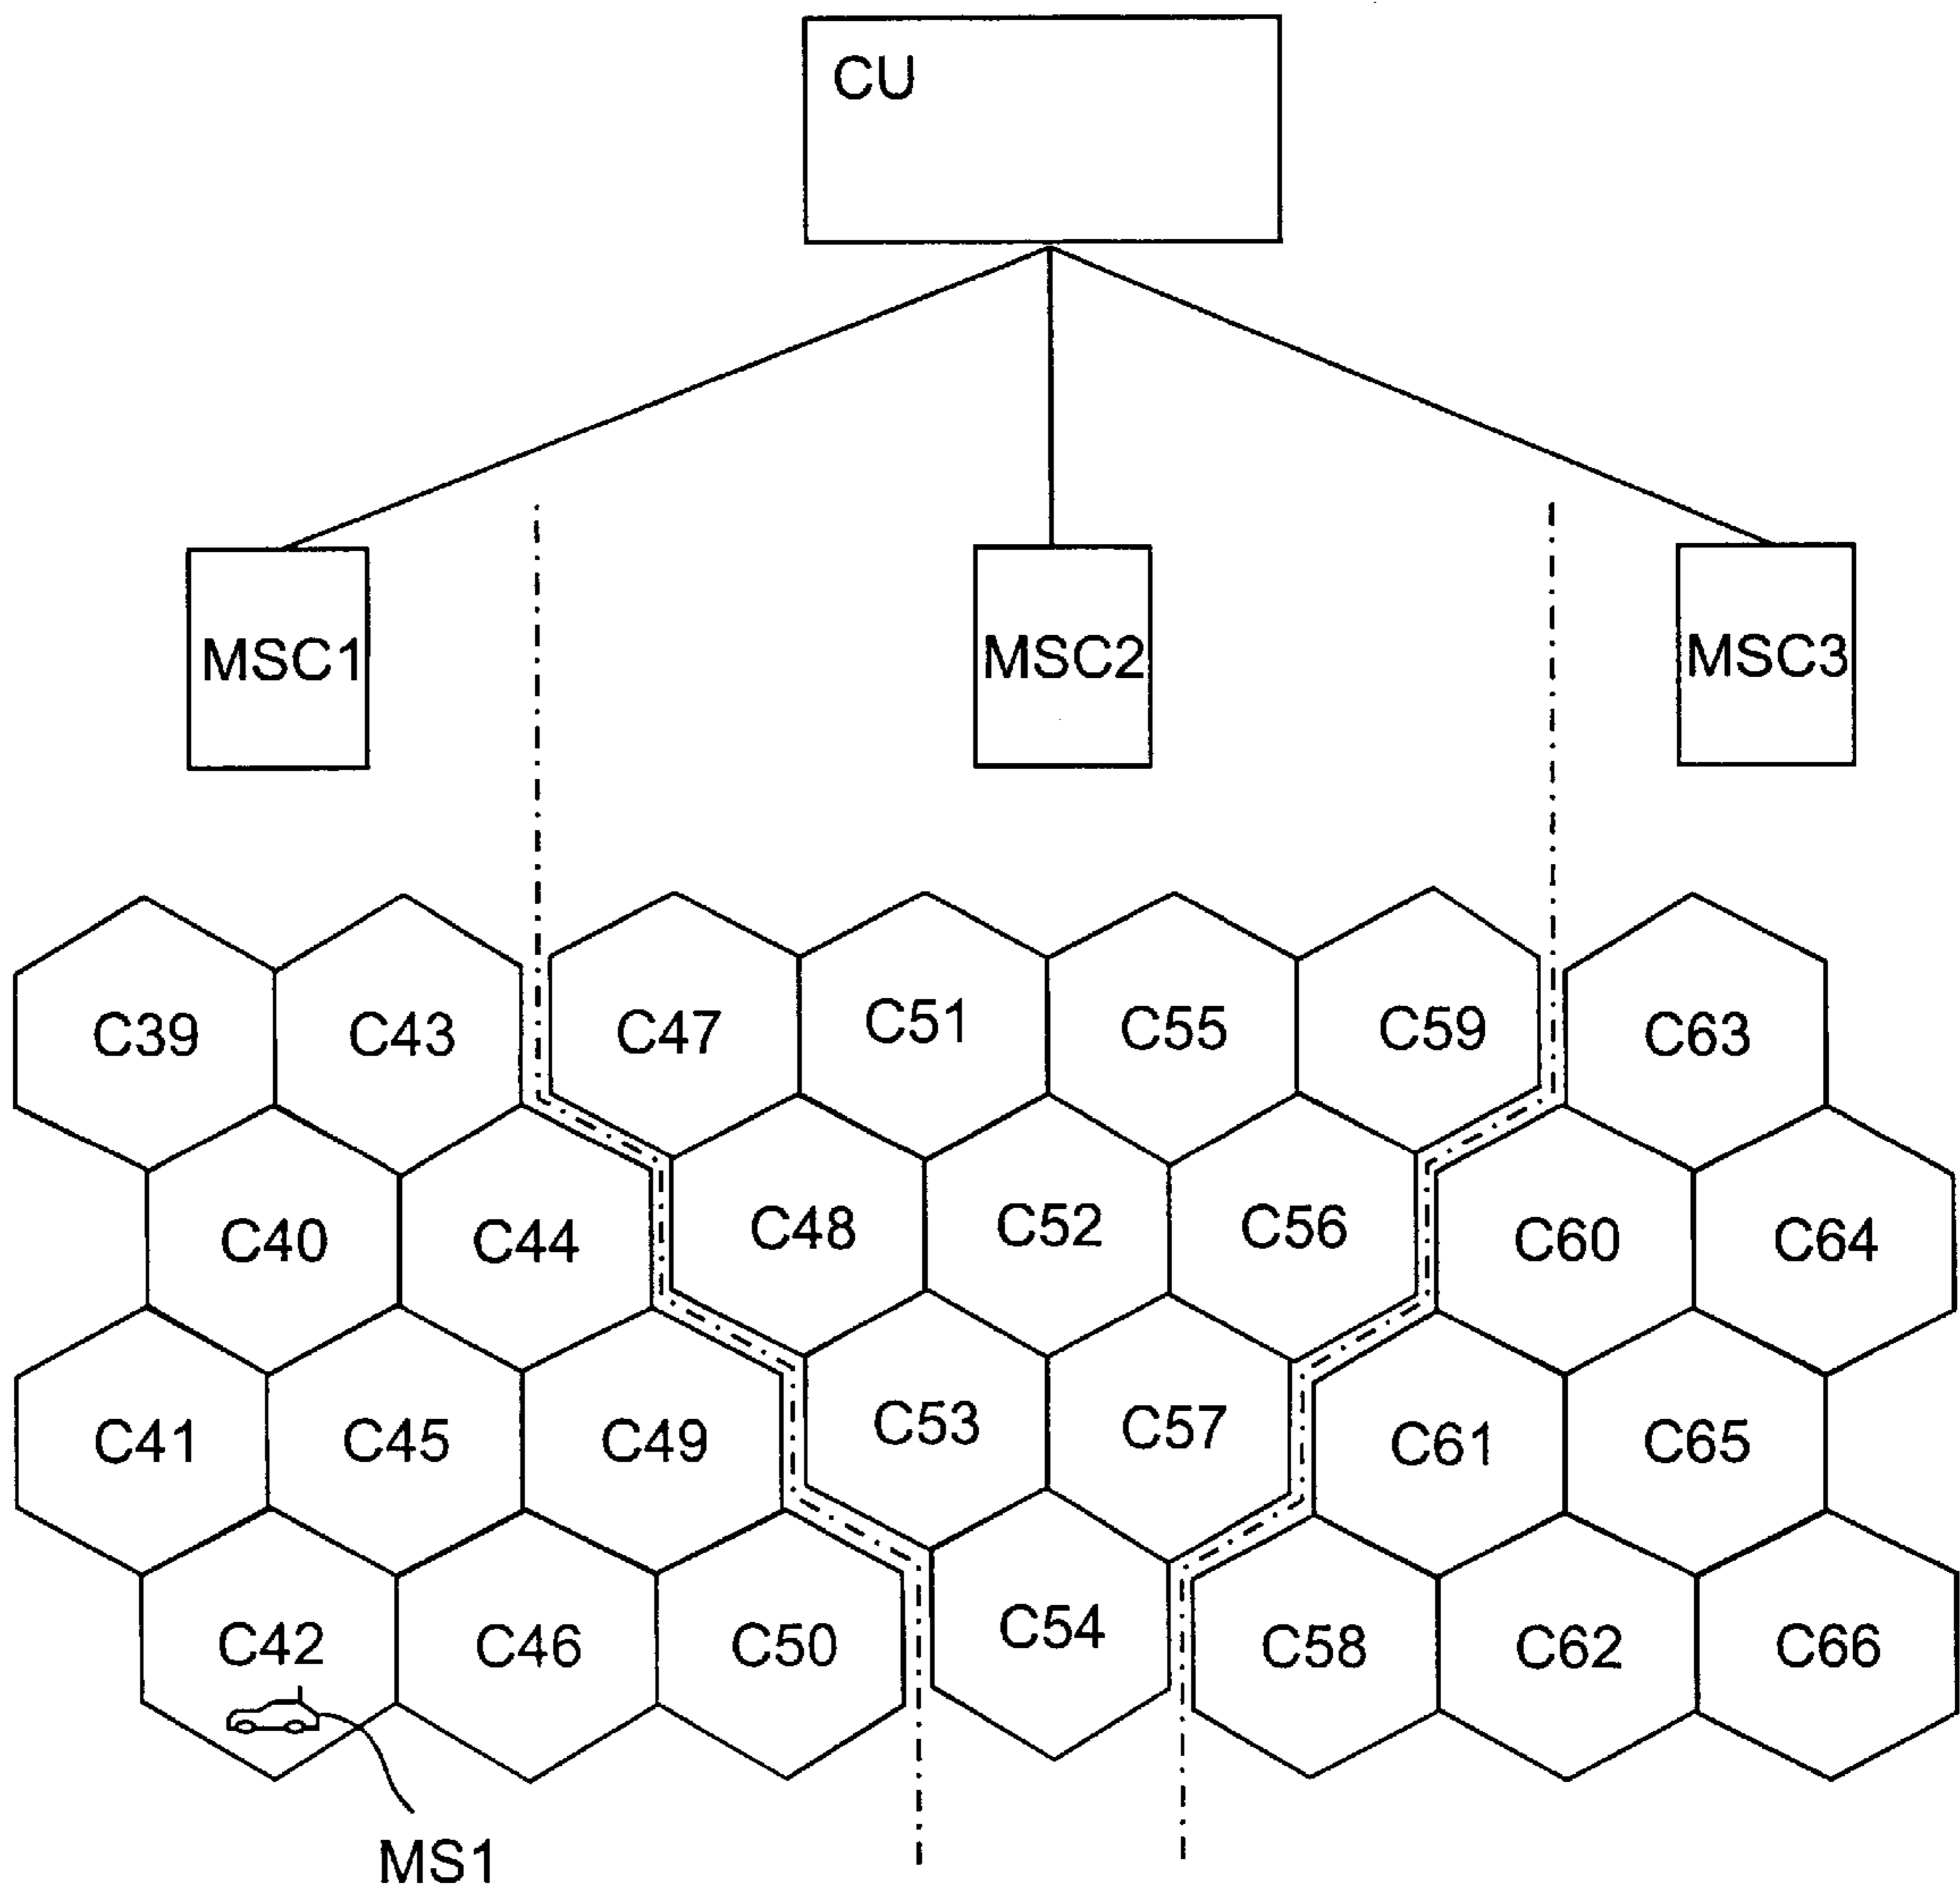 CU
MSC1 MSC2 MSC3
C39 C43 C47 C51 C55 C59 C63
C40 C44 C48 C52 C56 C60 C64
C41 C45 C49 C53 C57 C61 C65
C42 C46 C50 C54 C58 C62 C66
MS1